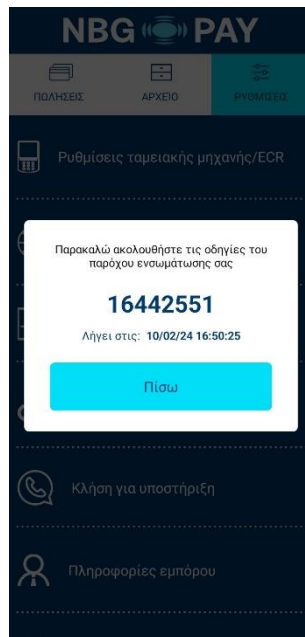 NBG PAY
ΠΩΛΗΣΕΙΣ ΑΡΧΕΙΟ ΡΥΘΜΙΣΕΙΣ
Ρυθμίσεις ταμειακής μηχανής/ECR
Παρακαλώ ακολουθήστε τις οδηγίες του
παρόχου ενσωμάτωσης σας
16442551
Λήγει στις: 10/02/24 16:50:25
Πίσω
Κλήση για υποστήριξη
Πληροφορίες εμπόρου